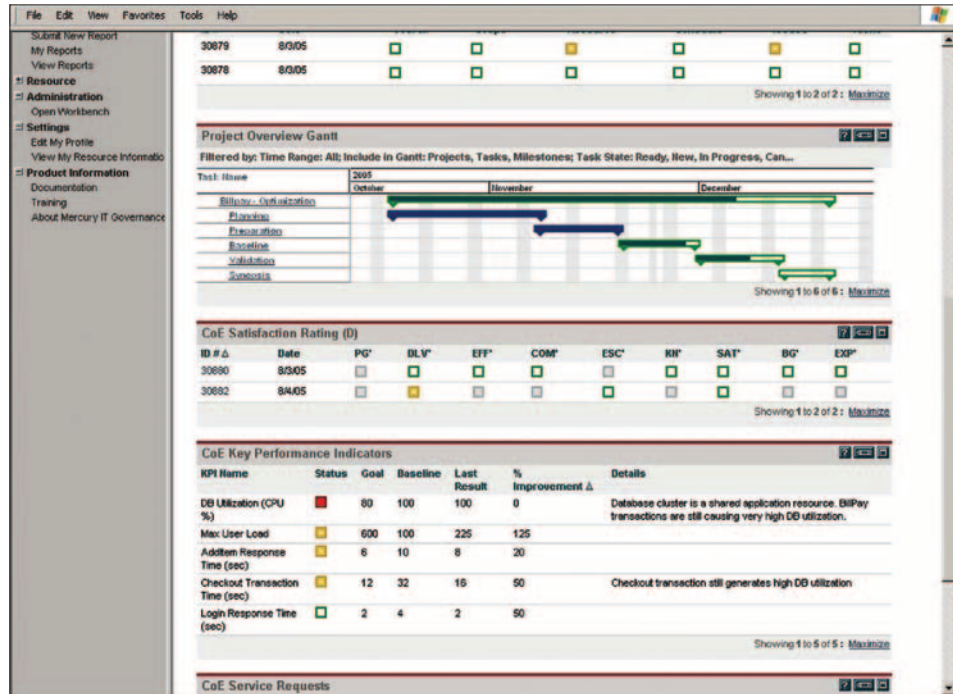 File Edit View Favorites Tools Help
Submit New Report
My Reports
View Reports
Resource
Administration
Open Workbench
Settings
Edit My Profile
View My Resource Informatio
Product Information
Documentation
Training
About Mercury IT Governance
30879 8/3/05
30878 8/3/05
Showing 1 to 2 of 2 : Maximize
Project Overview Gantt
Filtered by: Time Range: All; Include in Gantt: Projects, Tasks, Milestones; Task State: Ready, New, In Progress, Can...
Task Name 2005
October November December
Billpay - Optimization
Planning
Preparation
Baseline
Validation
Synopsis
Showing 1 to 6 of 6 : Maximize
CoE Satisfaction Rating (D)
ID # Δ Date PG* DLV* EFF* COM* ESC* KN* SAT* BG* EXP*
30880 8/3/05
30882 8/4/05
Showing 1 to 2 of 2 : Maximize
CoE Key Performance Indicators
KPI Name Status Goal Baseline Last Result % Improvement Δ Details
DB Utilization (CPU %) 80 100 100 0 Database cluster is a shared application resource. BillPay
transactions are still causing very high DB utilization.
Max User Load 600 100 225 125
AddItem Response Time (sec) 6 10 8 20
Checkout Transaction Time (sec) 12 32 16 50 Checkout transaction still generates high DB utilization
Login Response Time (sec) 2 4 2 50
Showing 1 to 5 of 5 : Maximize
CoE Service Requests